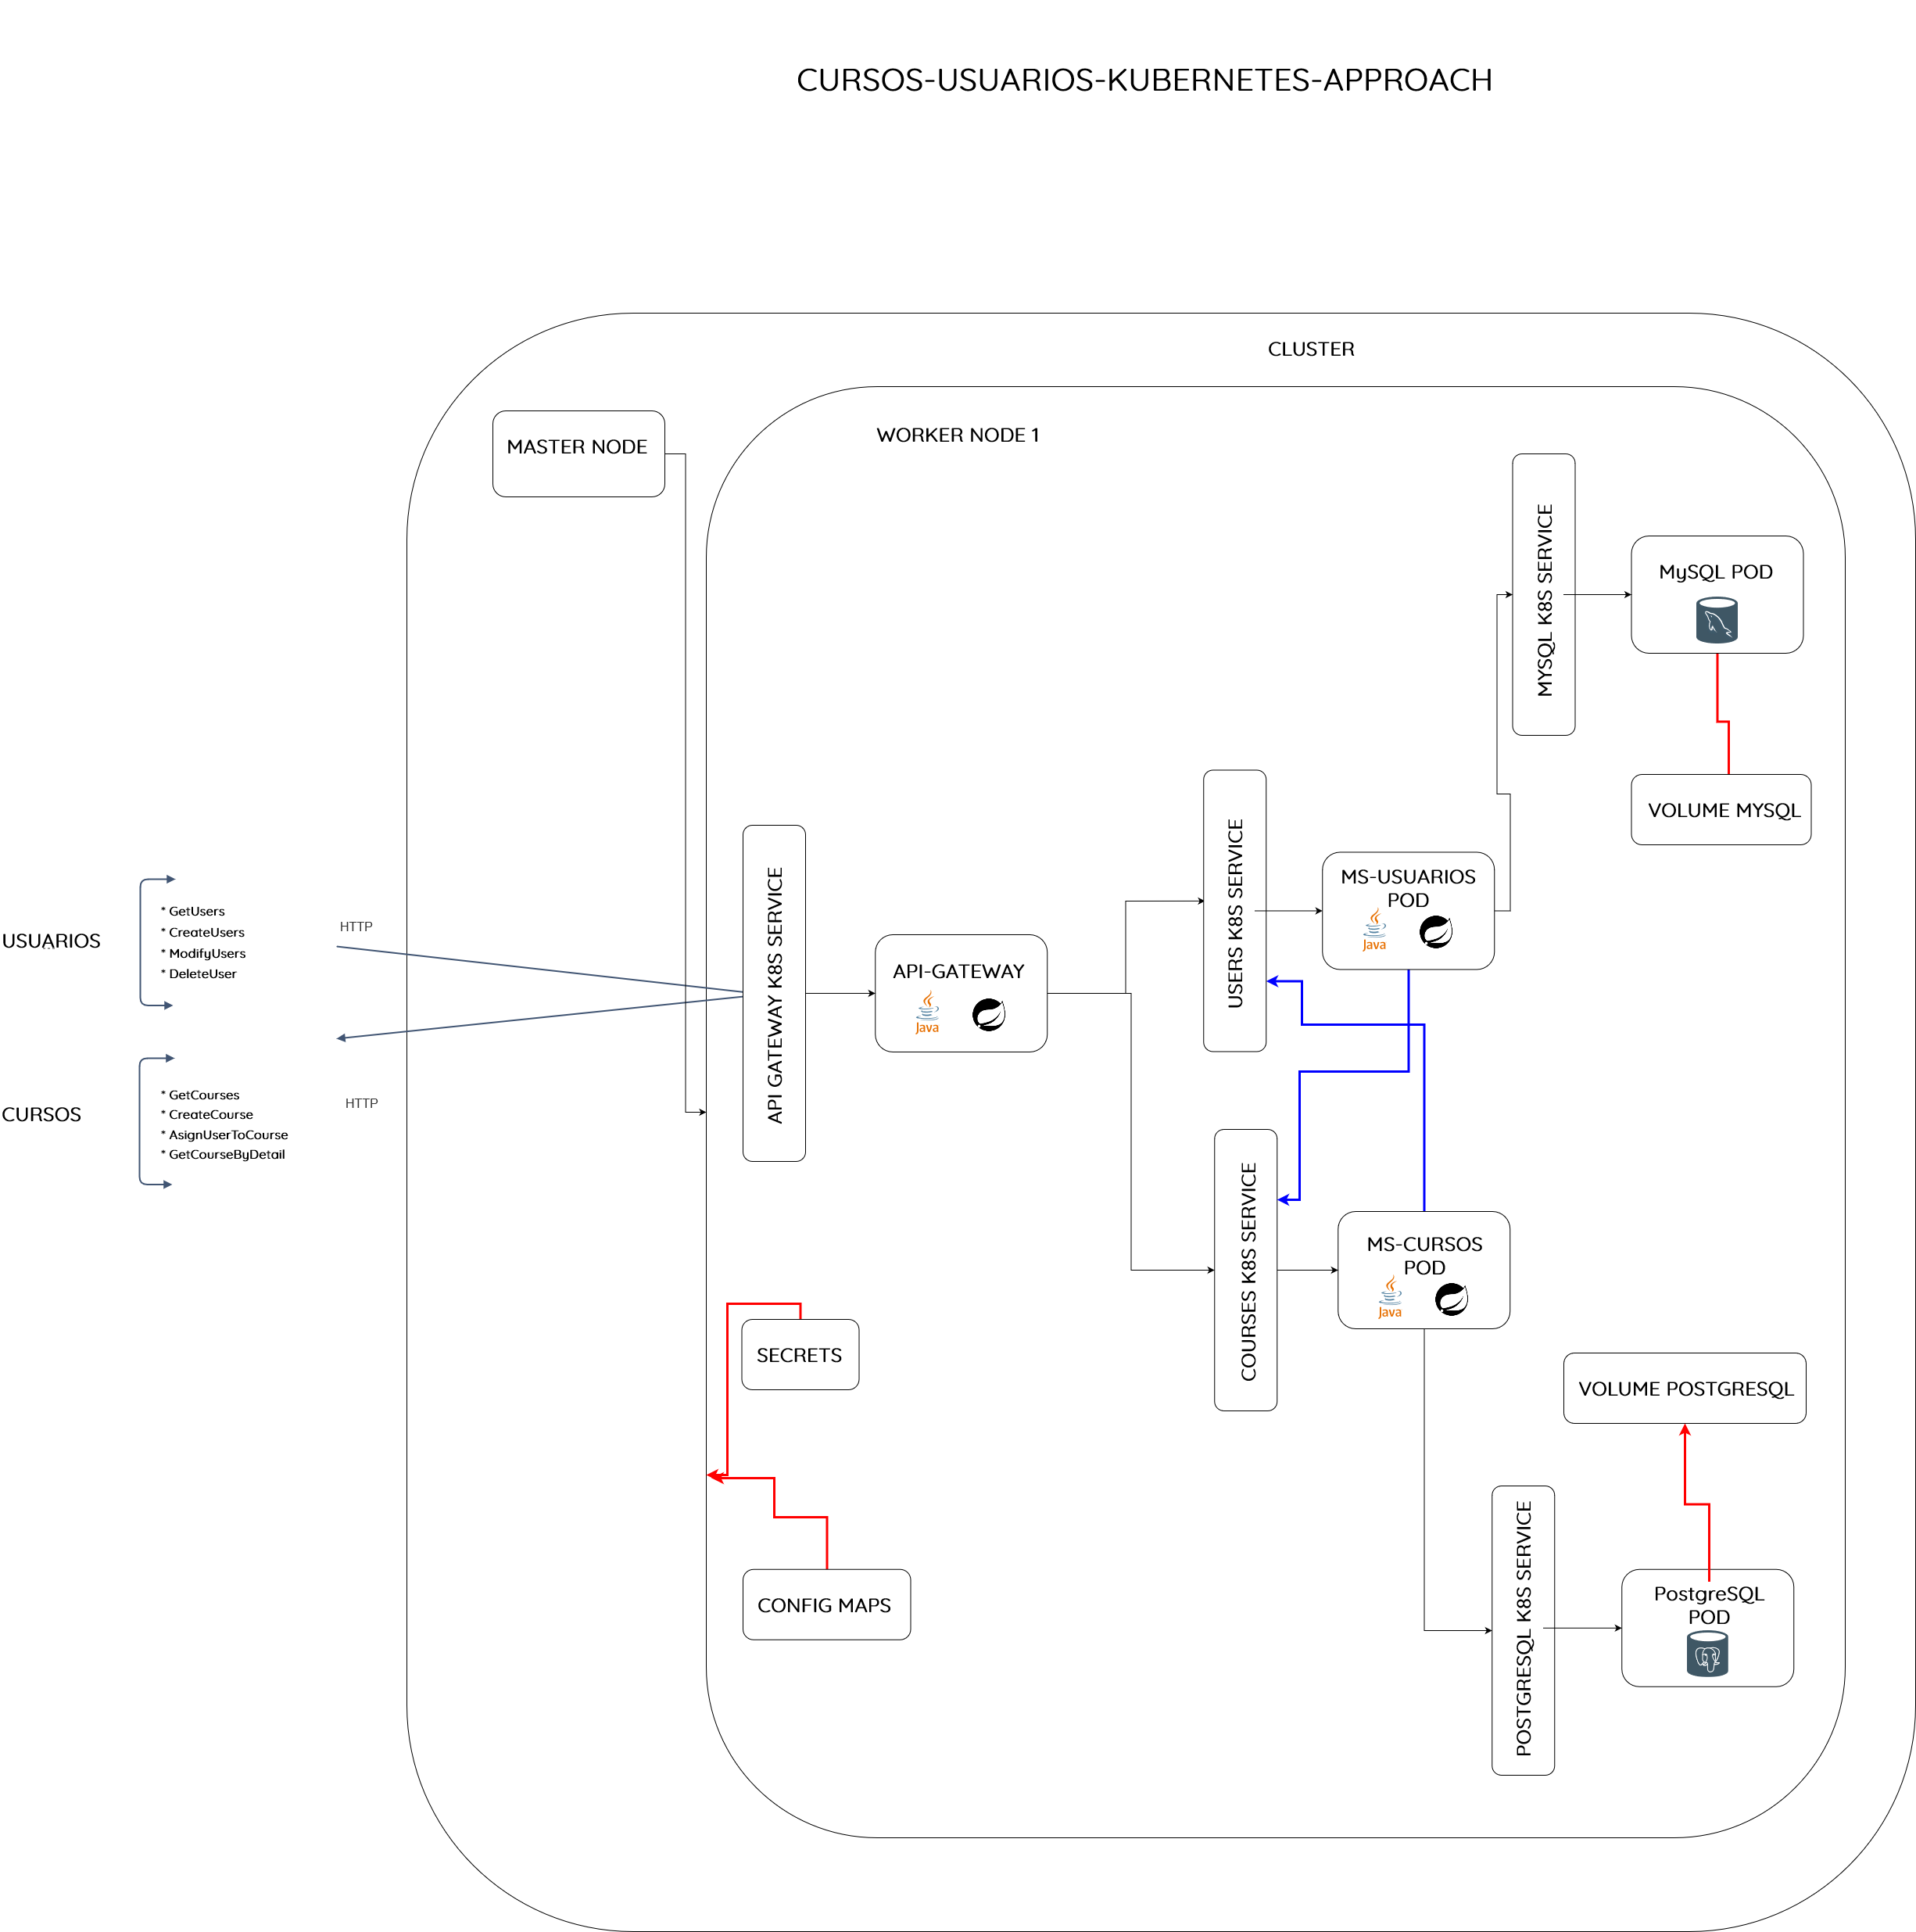 CURSOS-USUARIOS-KUBERNETES-APPROACH
CLUSTER
MASTER NODE
WORKER NODE 1
MYSQL K8S SERVICE
MySQL POD
VOLUME MYSQL
USUARIOS
* GetUsers
* CreateUsers
* ModifyUsers
* DeleteUser
HTTP
CURSOS
* GetCourses
* CreateCourse
* AsignUserToCourse
* GetCourseByDetail
HTTP
API GATEWAY K8S SERVICE
API-GATEWAY
Java
USERS K8S SERVICE
MS-USUARIOS
POD
Java
COURSES K8S SERVICE
MS-CURSOS
POD
Java
SECRETS
CONFIG MAPS
VOLUME POSTGRESQL
POSTGRESQL K8S SERVICE
PostgreSQL
POD